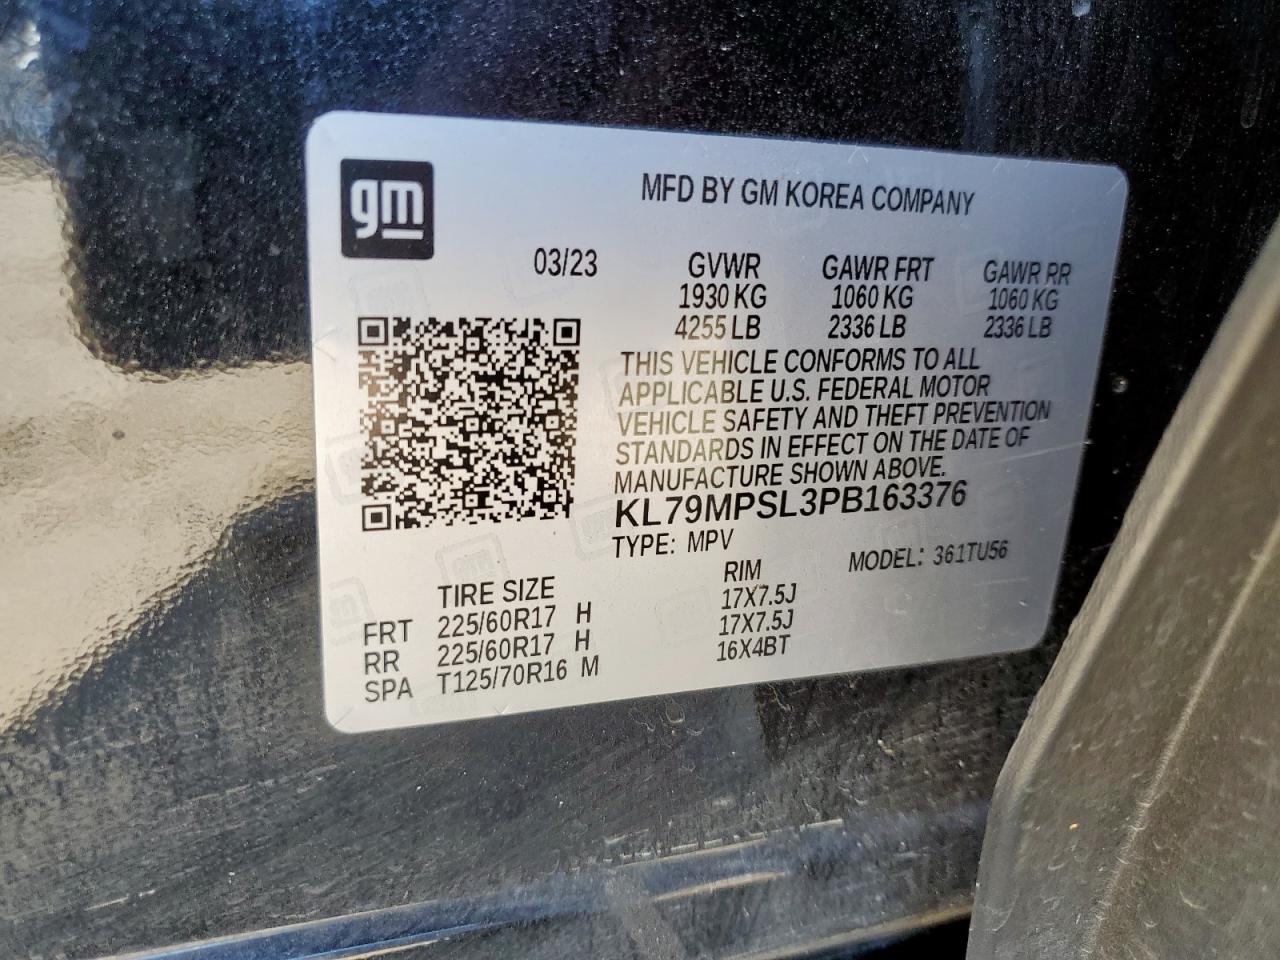 gm
MFD BY GM KOREA COMPANY
03/23 GVWR GAWR FRT GAWR RR
1930 KG 1060 KG 1060 KG
4255 LB 2336 LB 2336 LB
THIS VEHICLE CONFORMS TO ALL
APPLICABLE U.S. FEDERAL MOTOR
VEHICLE SAFETY AND THEFT PREVENTION
STANDARDS IN EFFECT ON THE DATE OF
MANUFACTURE SHOWN ABOVE.
KL79MPSL3PB163376
TYPE: MPV MODEL: 361TU56
TIRE SIZE RIM
FRT 225/60R17 H 17X7.5J
RR 225/60R17 H 17X7.5J
SPA T125/70R16 M 16X4BT